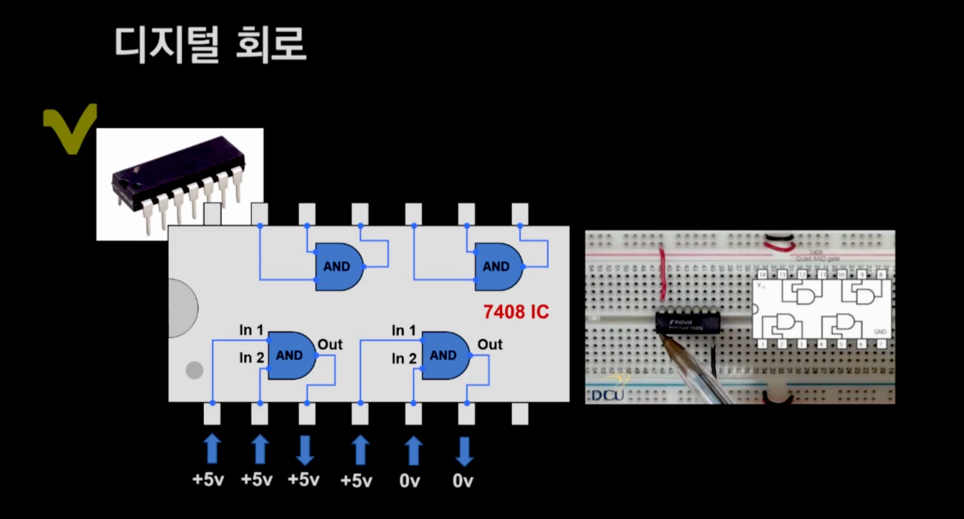 디지털 회로
AND
AND
7408 IC
In 1
In 2
AND
Out
In 1
In 2
AND
Out
+5v +5v +5v +5v 0v 0v
7408
Quad AND gate
GND
DCU